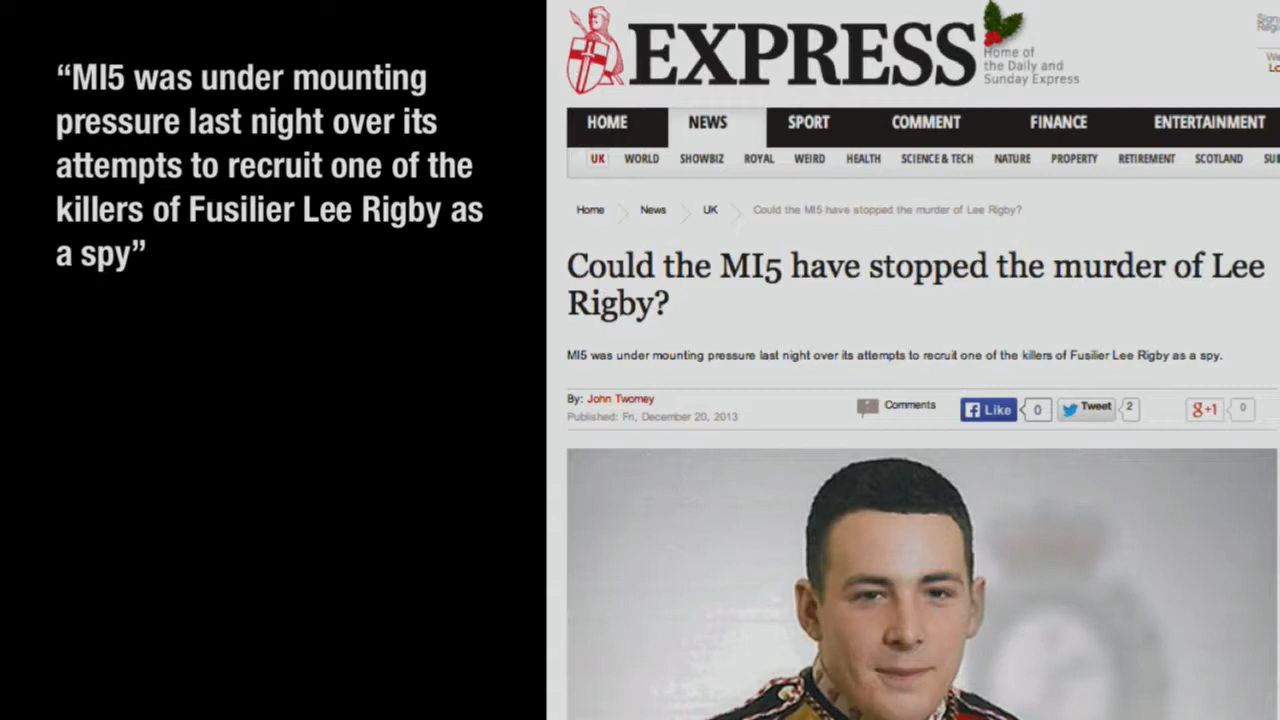 “MI5 was under mounting
pressure last night over its
attempts to recruit one of the
killers of Fusilier Lee Rigby as
a spy”
EXPRESS
Home of
the Daily and
Sunday Express
HOME NEWS SPORT COMMENT FINANCE ENTERTAINMENT
UK WORLD SHOWBIZ ROYAL WEIRD HEALTH SCIENCE & TECH NATURE PROPERTY RETIREMENT SCOTLAND
Home News UK Could the MI5 have stopped the murder of Lee Rigby?
Could the MI5 have stopped the murder of Lee
Rigby?
MI5 was under mounting pressure last night over its attempts to recruit one of the killers of Fusilier Lee Rigby as a spy.
By: John Twomey
Published: Fri, December 20, 2013
Comments Like 0 Tweet 2 g+1 0